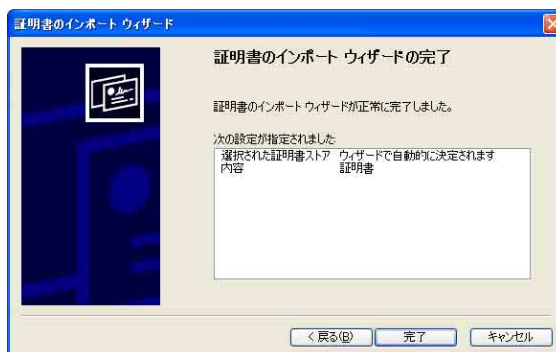 証明書のインポート ウィザード
証明書のインポート ウィザードの完了
証明書のインポート ウィザードが正常に完了しました。
次の設定が指定されました
選択された証明書ストア ウィザードで自動的に決定されます
内容 証明書
< 戻る(B) 完了 キャンセル